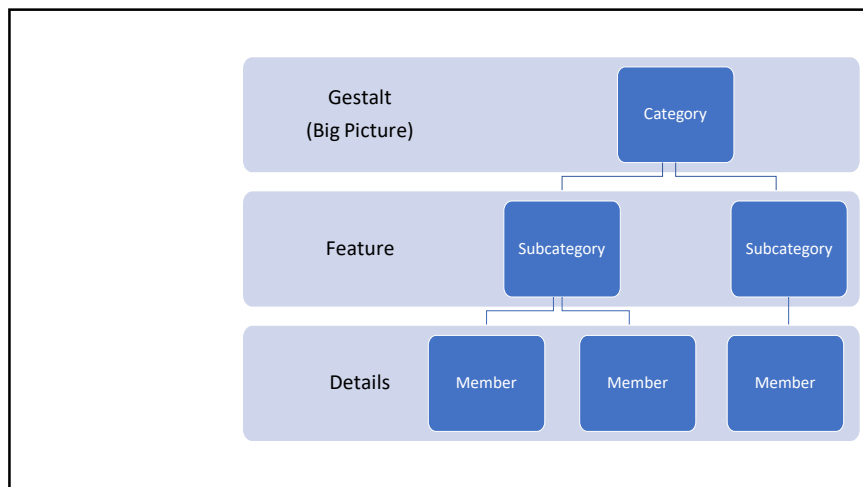 Gestalt
(Big Picture)
Category
Feature
Subcategory
Subcategory
Details
Member
Member
Member